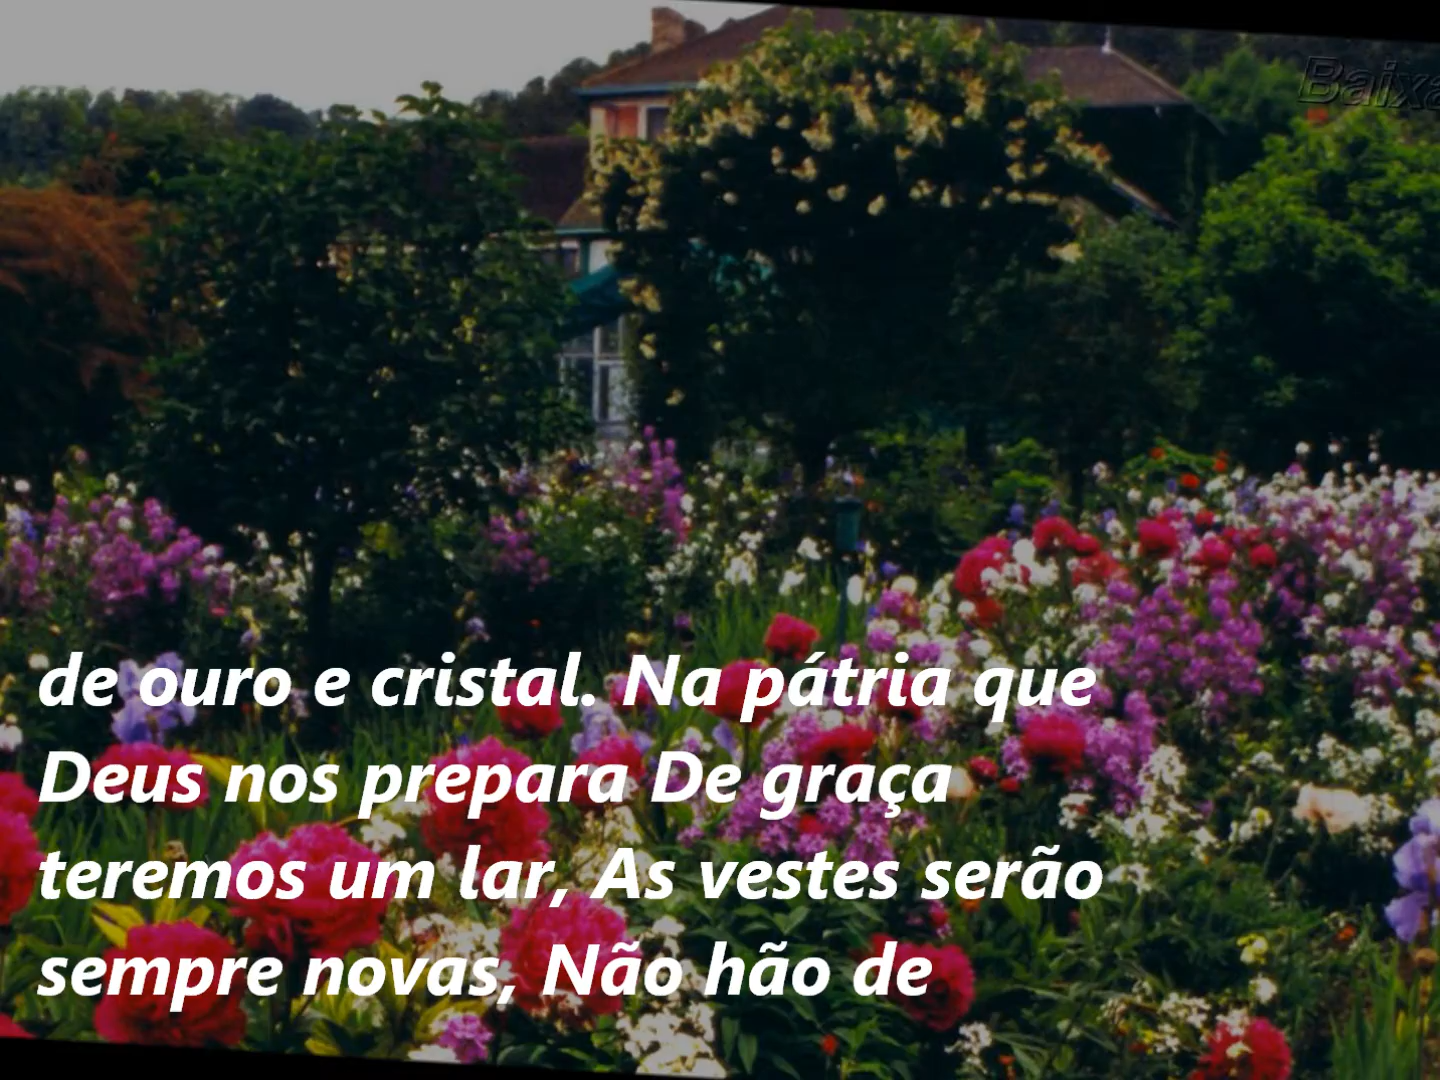 Baixa
de ouro e cristal. Na pátria que
Deus nos prepara De graça
teremos um lar, As vestes serão
sempre novas, Não hão de